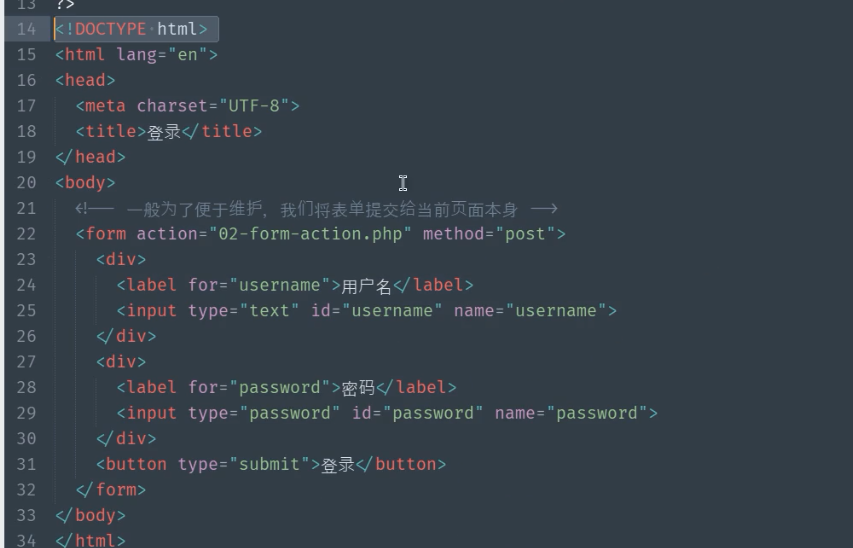 13 ?>
14 <!DOCTYPE html>
15 <html lang="en">
16 <head>
17 <meta charset="UTF-8">
18 <title>登录</title>
19 </head>
20 <body>
21 <!-- 一般为了便于维护，我们将表单提交给当前页面本身 -->
22 <form action="02-form-action.php" method="post">
23 <div>
24 <label for="username">用户名</label>
25 <input type="text" id="username" name="username">
26 </div>
27 <div>
28 <label for="password">密码</label>
29 <input type="password" id="password" name="password">
30 </div>
31 <button type="submit">登录</button>
32 </form>
33 </body>
34 </html>